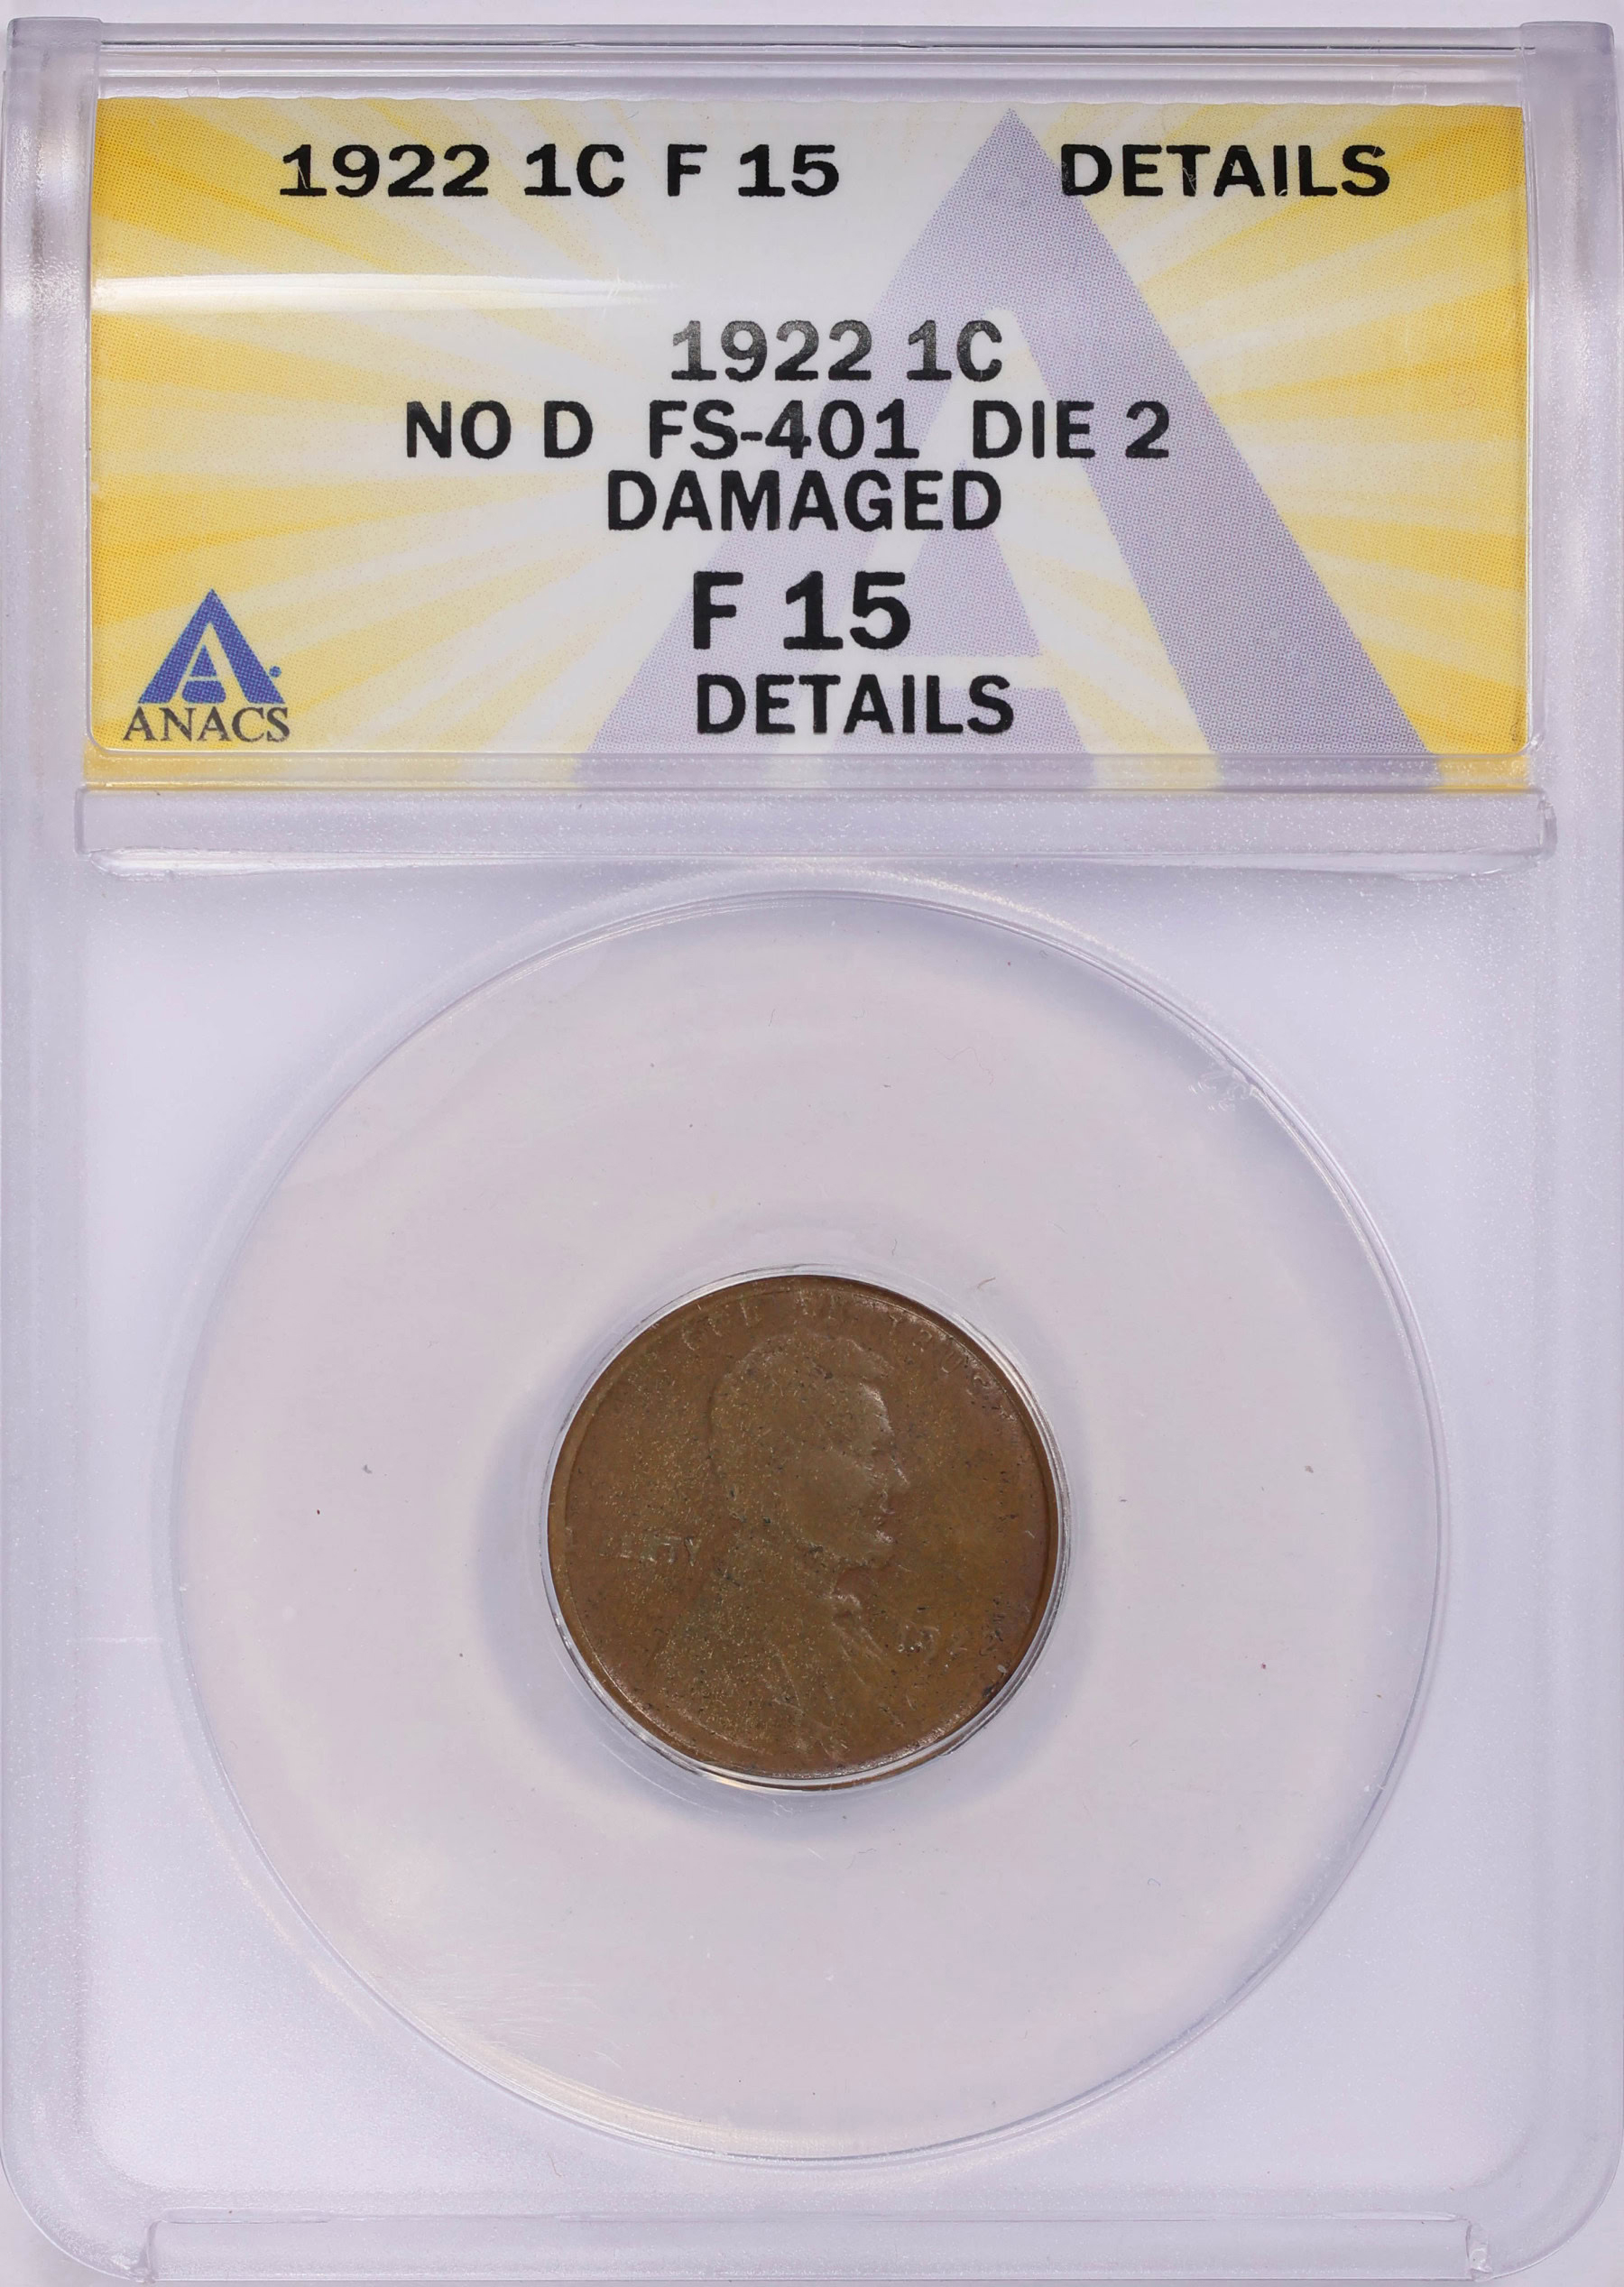 1922 1C F 15 DETAILS
1922 1C
NO D FS-401 DIE 2
DAMAGED
F 15
DETAILS
ANACS